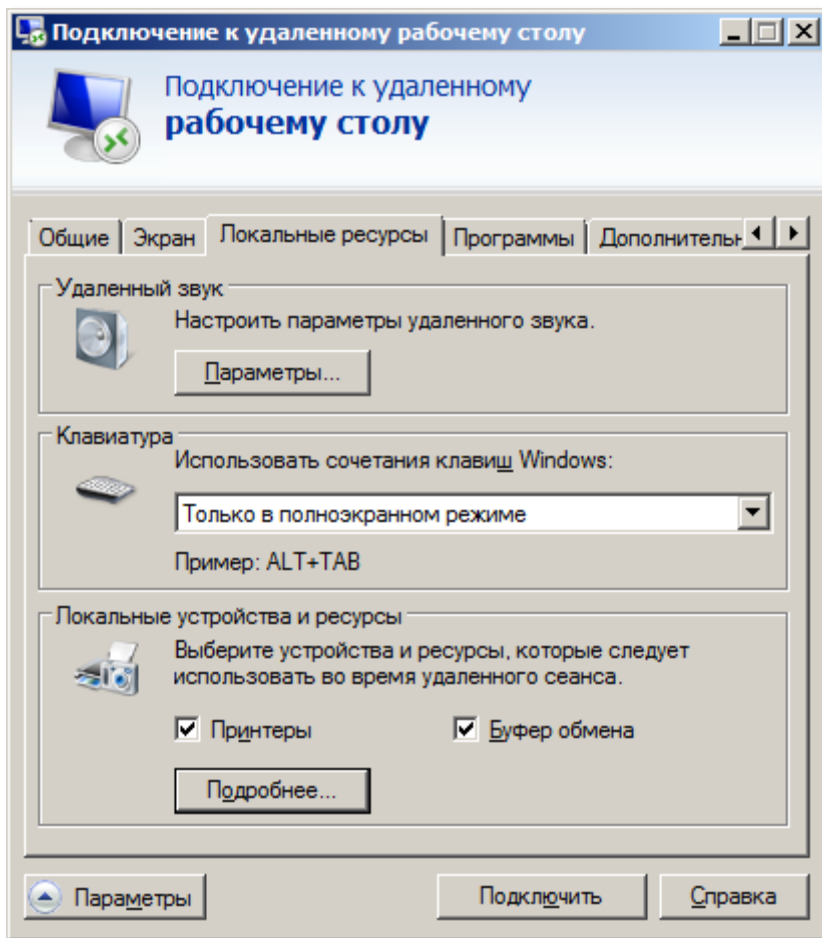 Подключение к удаленному рабочему столу
Подключение к удаленному
рабочему столу
Общие
Экран
Локальные ресурсы
Программы
Дополнительн
Удаленный звук
Настроить параметры удаленного звука.
Параметры...
Клавиатура
Использовать сочетания клавиш Windows:
Только в полноэкранном режиме
Пример: ALT+TAB
Локальные устройства и ресурсы
Выберите устройства и ресурсы, которые следует
использовать во время удаленного сеанса.
Принтеры
Буфер обмена
Подробнее...
Параметры
Подключить
Справка